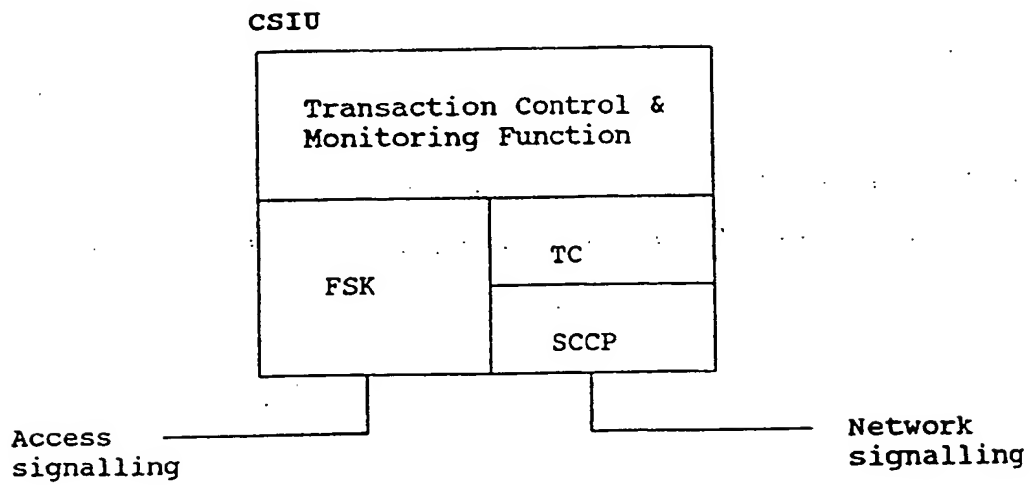 CSIU
Transaction Control &
Monitoring Function
FSK
TC
SCCP
Access
signalling
Network
signalling